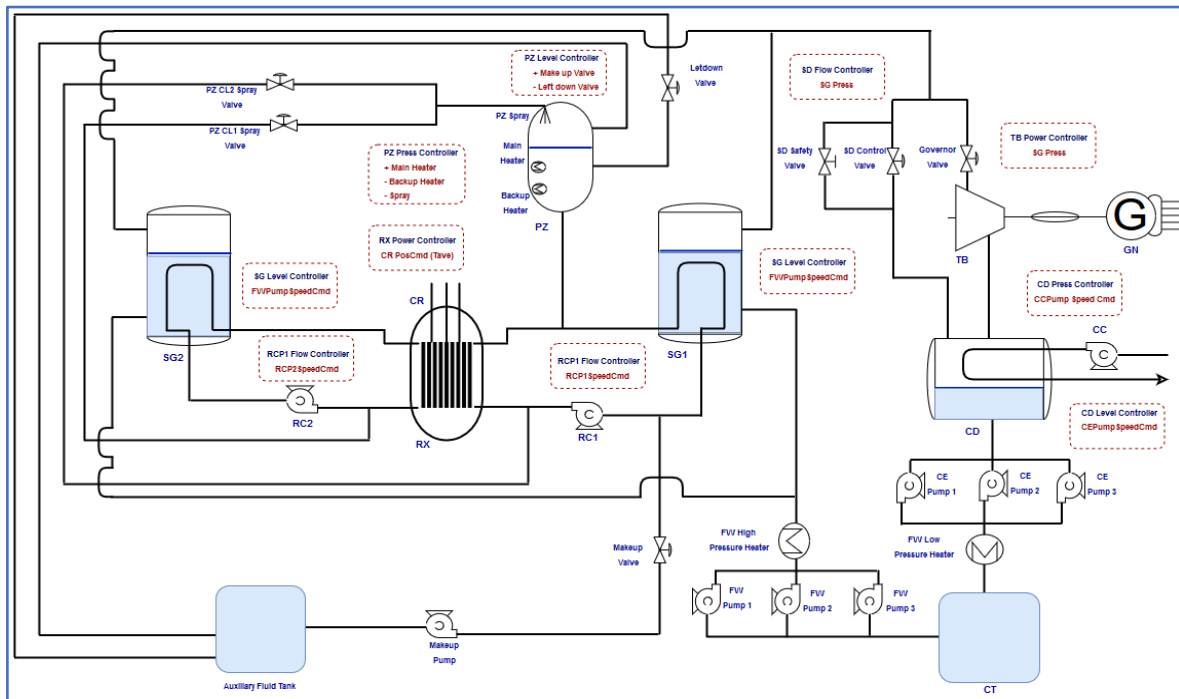 PZ Level Controller
+ Make up Valve
- Left down Valve
Letdown
Valve
SD Flow Controller
SG Press
PZ CL2 Spray
Valve
PZ CL1 Spray
Valve
PZ Spray
Main
Heater
Backup
Heater
PZ
PZ Press Controller
+ Main Heater
- Backup Heater
- Spray
SD Safety
Valve
SD Control
Valve
Governor
Valve
TB Power Controller
SG Press
G
GN
TB
RX Power Controller
CR PosCmd (Tave)
SG Level Controller
FWPump SpeedCmd
SG Level Controller
FWPump SpeedCmd
CD Press Controller
CCPump Speed Cmd
CR
CC
C
SG2
SG1
RCP1 Flow Controller
RCP2SpeedCmd
RCP1 Flow Controller
RCP1SpeedCmd
C
RC2
RX
C
RC1
CD
CD Level Controller
CEPumpSpeedCmd
C
CE
Pump 1
C
CE
Pump 2
C
CE
Pump 3
FW High
Pressure Heater
FW Low
Pressure Heater
Makeup
Valve
C
FW
Pump 1
C
FW
Pump 2
C
FW
Pump 3
C
Makeup
Pump
Auxiliary Fluid Tank
CT